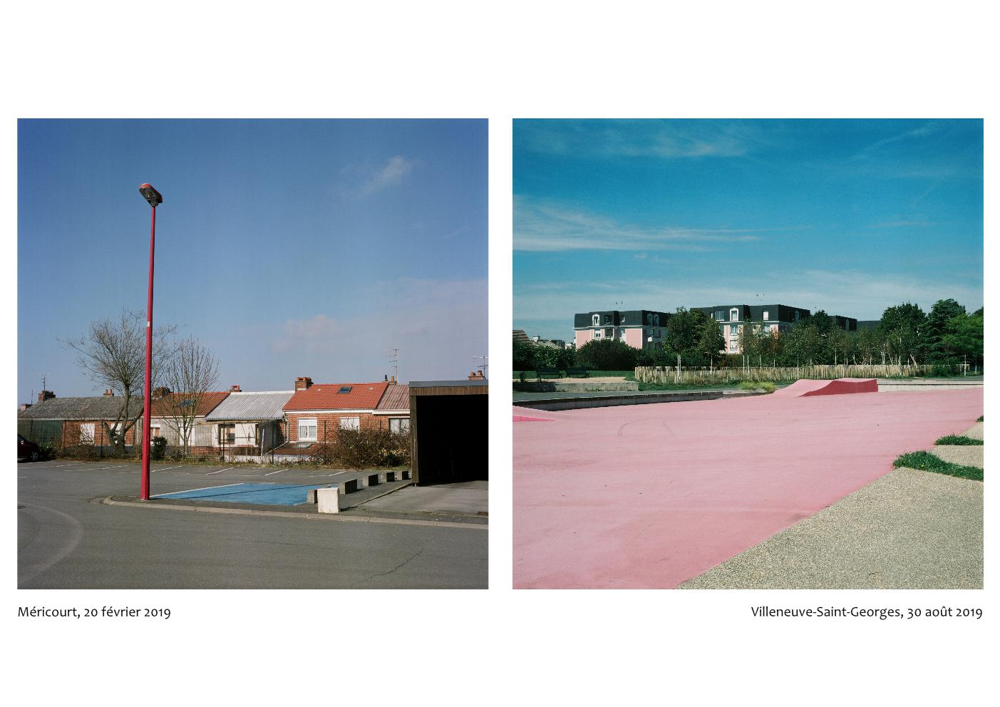 Méricourt, 20 février 2019
Villeneuve-Saint-Georges, 30 août 2019